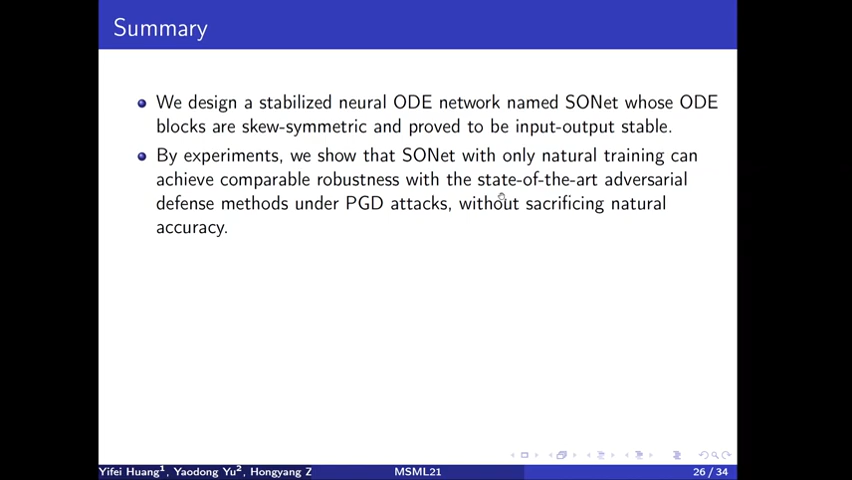 Summary
We design a stabilized neural ODE network named SONet whose ODE
blocks are skew-symmetric and proved to be input-output stable.
By experiments, we show that SONet with only natural training can
achieve comparable robustness with the state-of-the-art adversarial
defense methods under PGD attacks, without sacrificing natural
accuracy.
Yifei Huang¹, Yaodong Yu², Hongyang Z
MSML21
26 / 34